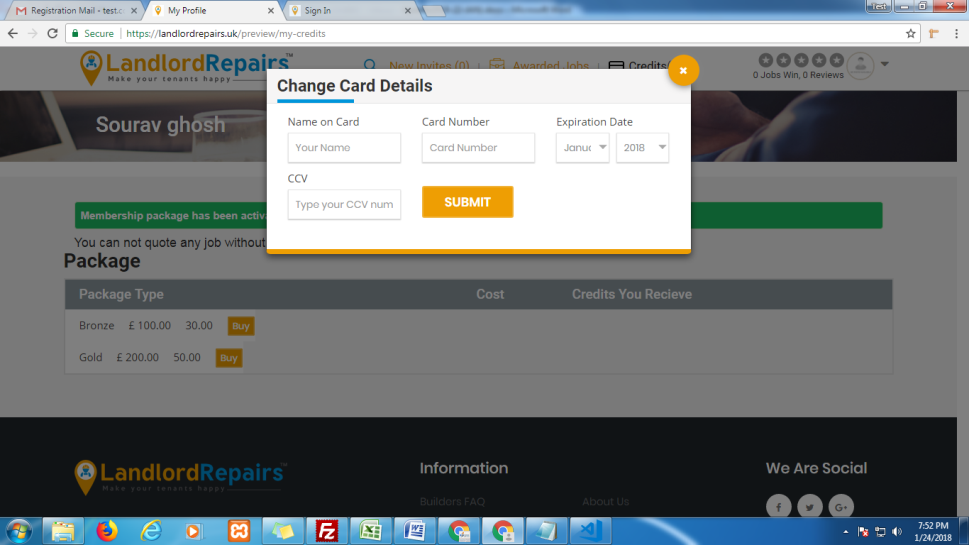 Registration Mail - test.c
My Profile
Sign In
Test
Secure
https://landlordrepairs.uk/preview/my-credits
LandlordRepairs™
Make your tenants happy
New Invites (0)
Awarded Jobs
Credits
0 Jobs Win, 0 Reviews
Change Card Details
Sourav ghosh
Name on Card
Card Number
Expiration Date
Your Name
Card Number
Janu
2018
CCV
Type your CCV num
SUBMIT
Membership package has been activ
You can not quote any job without
Package
Package Type Cost Credits You Recieve
Bronze £ 100.00 30.00 Buy
Gold £ 200.00 50.00 Buy
LandlordRepairs™
Make your tenants happy
Information
We Are Social
Builders FAQ
About Us
7:52 PM
1/24/2018